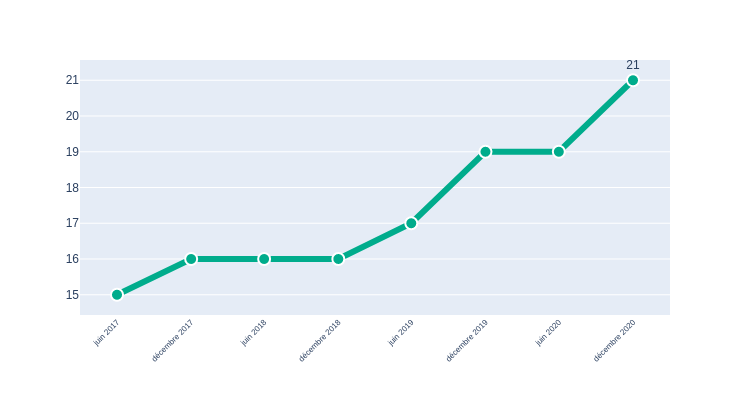 21
21
20
19
18
17
16
15
juin 2017
décembre 2017
juin 2018
décembre 2018
juin 2019
décembre 2019
juin 2020
décembre 2020